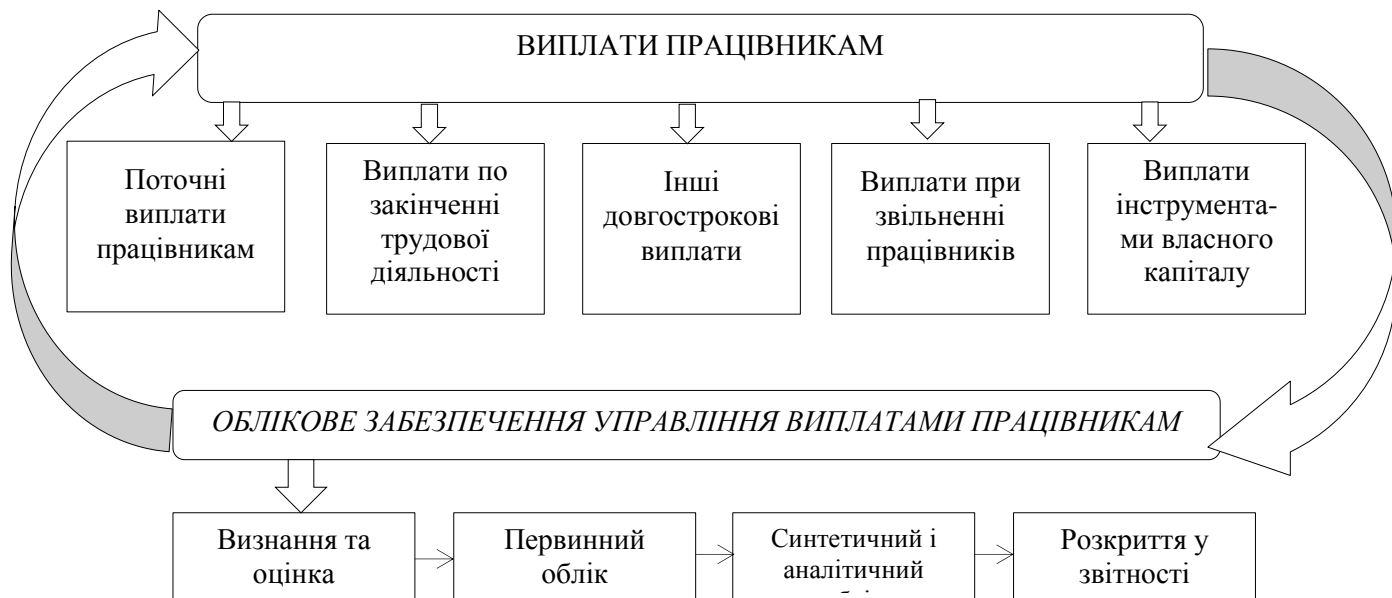 ВИПЛАТИ ПРАЦІВНИКАМ
Поточні
виплати
працівникам
Виплати по
закінченні
трудової
діяльності
Інші
довгострокові
виплати
Виплати при
звільненні
працівників
Виплати
інструмента-
ми власного
капіталу
ОБЛІКОВЕ ЗАБЕЗПЕЧЕННЯ УПРАВЛІННЯ ВИПЛАТАМИ ПРАЦІВНИКАМ
Визнання та
оцінка
Первинний
облік
Синтетичний і
аналітичний
Розкриття у
звітності